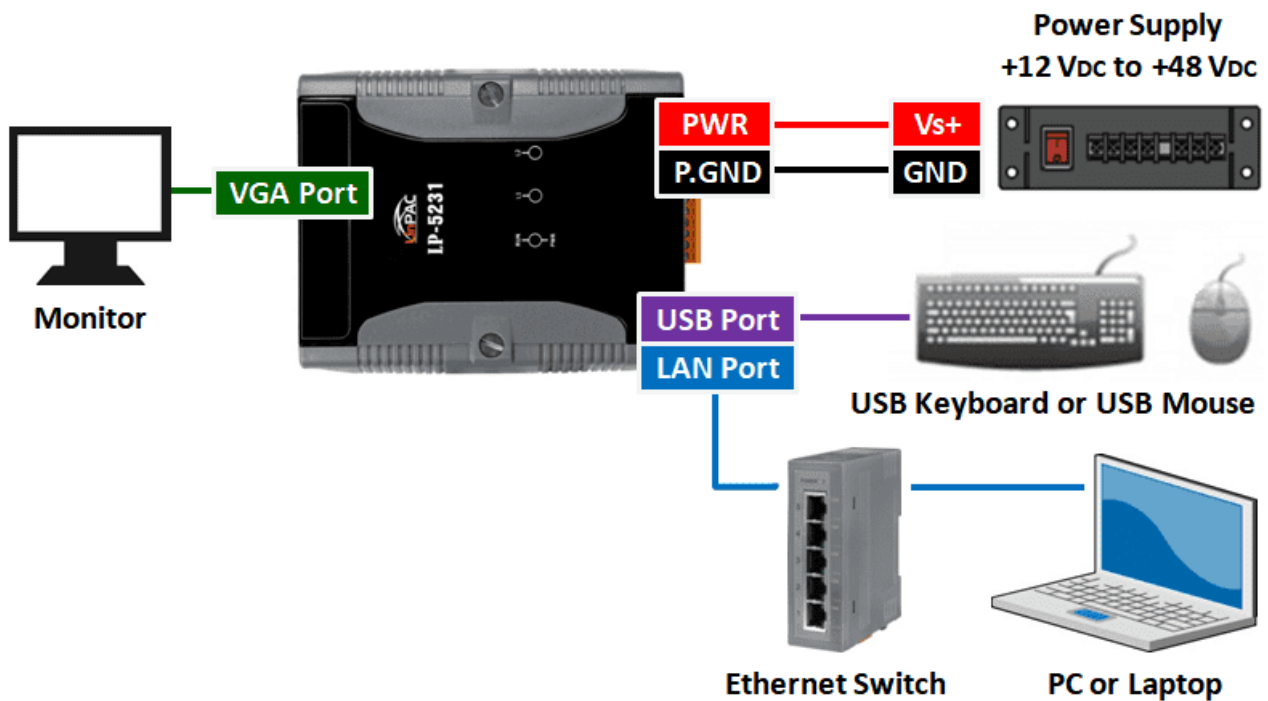 Power Supply
+12 VDC to +48 VDC
PWR
Vs+
P.GND
GND
VGA Port
LinPAC
LP-5231
Monitor
USB Port
LAN Port
USB Keyboard or USB Mouse
Ethernet Switch
PC or Laptop